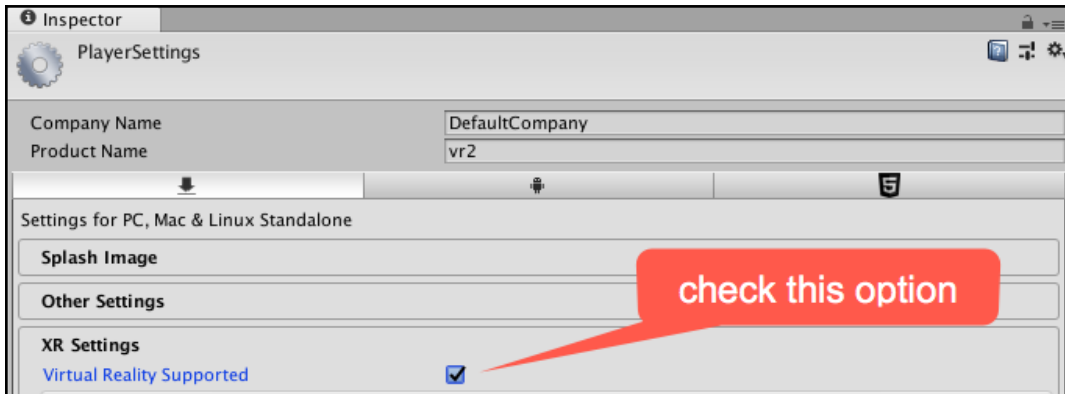 Inspector
PlayerSettings
Company Name DefaultCompany
Product Name vr2
Settings for PC, Mac & Linux Standalone
Splash Image
Other Settings
check this option
XR Settings
Virtual Reality Supported